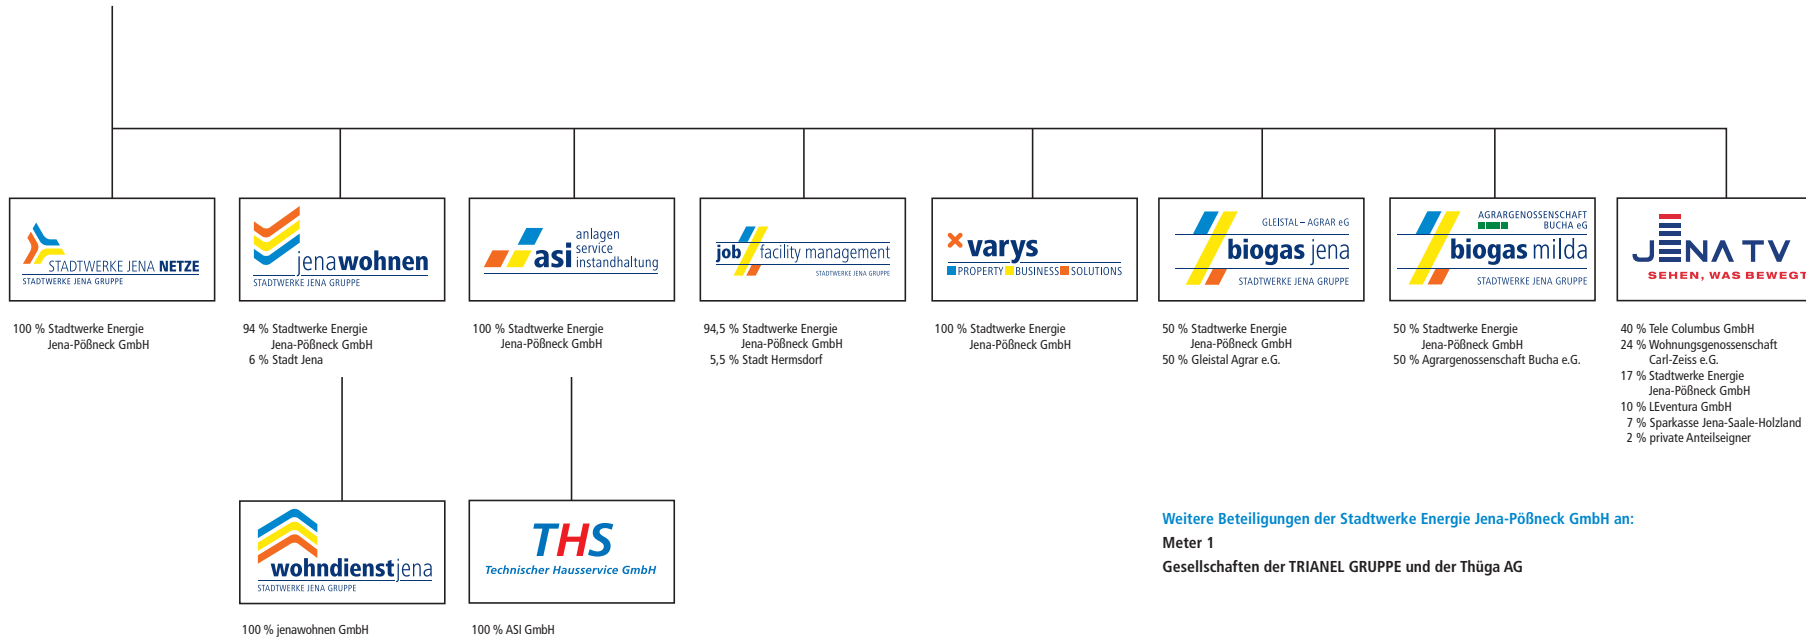 STADTWERKE JENA NETZE
STADTWERKE JENA GRUPPE
100 % Stadtwerke Energie
Jena-Pößneck GmbH
jenawohnen
STADTWERKE JENA GRUPPE
94 % Stadtwerke Energie
Jena-Pößneck GmbH
6 % Stadt Jena
asi
anlagen
service
instandhaltung
100 % Stadtwerke Energie
Jena-Pößneck GmbH
job facility management
STADTWERKE JENA GRUPPE
94,5 % Stadtwerke Energie
Jena-Pößneck GmbH
5,5 % Stadt Hermsdorf
varys
PROPERTY BUSINESS SOLUTIONS
100 % Stadtwerke Energie
Jena-Pößneck GmbH
GLEISTAL – AGRAR eG
biogas jena
STADTWERKE JENA GRUPPE
50 % Stadtwerke Energie
Jena-Pößneck GmbH
50 % Gleistal Agrar e.G.
AGRARGENOSSENSCHAFT
BUCHA eG
biogas milda
STADTWERKE JENA GRUPPE
50 % Stadtwerke Energie
Jena-Pößneck GmbH
50 % Agrargenossenschaft Bucha e.G.
JENA TV
SEHEN, WAS BEWEGT
40 % Tele Columbus GmbH
24 % Wohnungsgenossenschaft
Carl-Zeiss e.G.
17 % Stadtwerke Energie
Jena-Pößneck GmbH
10 % LEventura GmbH
7 % Sparkasse Jena-Saale-Holzland
2 % private Anteilseigner
wohndienstjena
STADTWERKE JENA GRUPPE
100 % jenawohnen GmbH
THS
Technischer Hausservice GmbH
100 % ASI GmbH
Weitere Beteiligungen der Stadtwerke Energie Jena-Pößneck GmbH an:
Meter 1
Gesellschaften der TRIANEL GRUPPE und der Thüga AG